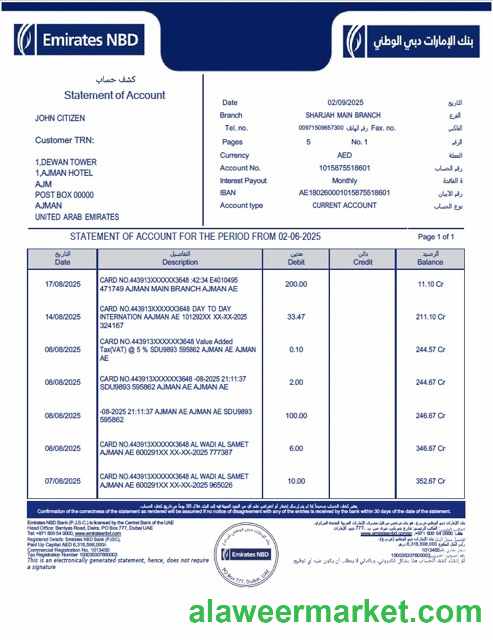 Emirates NBD
بنك الإمارات دبي الوطني
كشف حساب
Statement of Account
JOHN CITIZEN
Customer TRN:
1,DEWAN TOWER
1,AJMAN HOTEL
AJM
POST BOX 00000
AJMAN
UNITED ARAB EMIRATES
Date 02/09/2025 التاريخ
Branch SHARJAH MAIN BRANCH الفرع
Tel. no. 00971509657300 رقم الهاتف Fax no.
Pages 5 No. 1 الرقم
Currency AED العملة
Account No. 1015875518601 رقم الحساب
Interest Payout Monthly
IBAN AE180260001015875518601
Account type CURRENT ACCOUNT نوع الحساب
STATEMENT OF ACCOUNT FOR THE PERIOD FROM 02-06-2025 Page 1 of 1
التاريخ التفاصيل مدين دائن الرصيد
Date Description Debit Credit Balance
17/08/2025 CARD NO.443913XXXXXX3648 :42:34 E4010495 200.00 11.10 Cr
471749 AJMAN MAIN BRANCH AJMAN AE
14/08/2025 CARD NO.443913XXXXXX3648 DAY TO DAY 33.47 211.10 Cr
INTERNATION AAJMAN AE 101292XX XX-XX-2025
324167
08/08/2025 CARD NO.443913XXXXXX3648 Value Added 0.10 244.57 Cr
Tax(VAT) @ 5 % SDU9893 595862 AJMAN AE AJMAN
AE
08/08/2025 CARD NO.443913XXXXXX3648 -08-2025 21:11:37 2.00 244.67 Cr
SDU9893 595862 AJMAN AE AJMAN AE
08/08/2025 -08-2025 21:11:37 AJMAN AE AJMAN AE SDU9893 100.00 246.67 Cr
595862
08/08/2025 CARD NO.443913XXXXXX3648 AL WADI AL SAMET 6.00 346.67 Cr
AJMAN AE 600291XX XX-XX-2025 777387
07/08/2025 CARD NO.443913XXXXXX3648 AL WADI AL SAMET 10.00 352.67 Cr
AJMAN AE 600291XX XX-XX-2025 965026
Confirmation of the correctness of the statement as rendered will be assumed if no notice of disagreement with any of the entries is received by the bank within 30 days of the date of the statement.
Emirates NBD Bank (P.J.S.C.) is licensed by the Central Bank of the UAE
Head Office: Baniyas Road, Deira, PO Box 777, Dubai, UAE
Tel: +971 600 54 0000, www.emiratesnbd.com
Registered Details: Emirates NBD Bank (PJSC),
Paid Up Capital AED 6,316,598,000/-
Commercial Registration No. 1013450
Tax Registration Number 100030037600003
This is an electronically generated statement, hence, does not require
a signature
Emirates NBD
PO Box 777, Dubai, UAE
alaweermarket.com